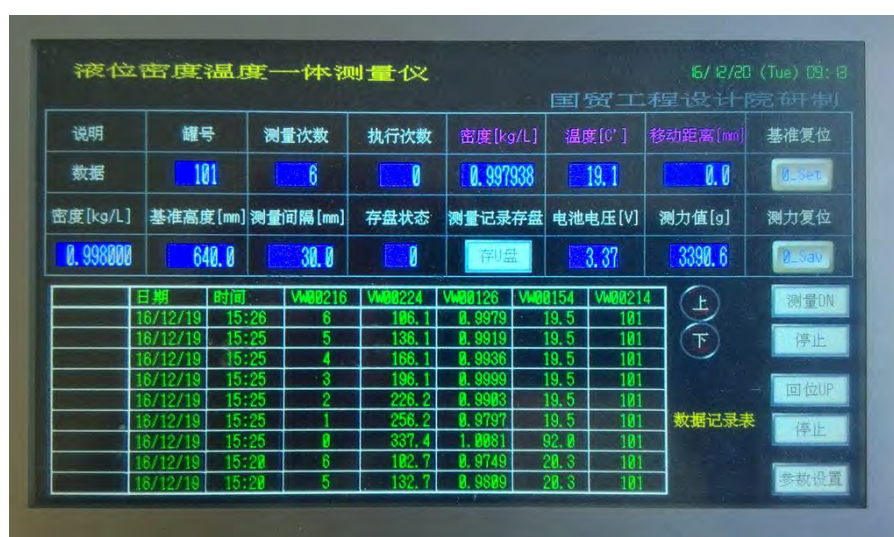 液位密度温度一体测量仪
16/12/20 (Tue) 09:13
国贸工程设计院研制
说明 罐号 测量次数 执行次数 密度[kg/L] 温度[C'] 移动距离[mm] 基准复位
数据 101 6 0 0.997938 19.1 0.0 0_Set
密度[kg/L] 基准高度[mm] 测量间隔[mm] 存盘状态 测量记录存盘 电池电压[V] 测力值[g] 测力复位
0.998000 640.0 30.0 0 存U盘 3.37 3390.6 0_Sav
日期 时间 VW00216 VW00224 VW00126 VW00154 VW00214 上 测量DN
16/12/19 15:26 6 106.1 0.9979 19.5 101
16/12/19 15:25 5 136.1 0.9919 19.5 101 下 停止
16/12/19 15:25 4 166.1 0.9936 19.5 101
16/12/19 15:25 3 196.1 0.9999 19.5 101
16/12/19 15:25 2 226.2 0.9903 19.5 101 回位UP
16/12/19 15:25 1 256.2 0.9797 19.5 101 数据记录表
16/12/19 15:25 0 337.4 1.0081 92.0 101 停止
16/12/19 15:20 6 102.7 0.9749 20.3 101
16/12/19 15:20 5 132.7 0.9809 20.3 101 参数设置